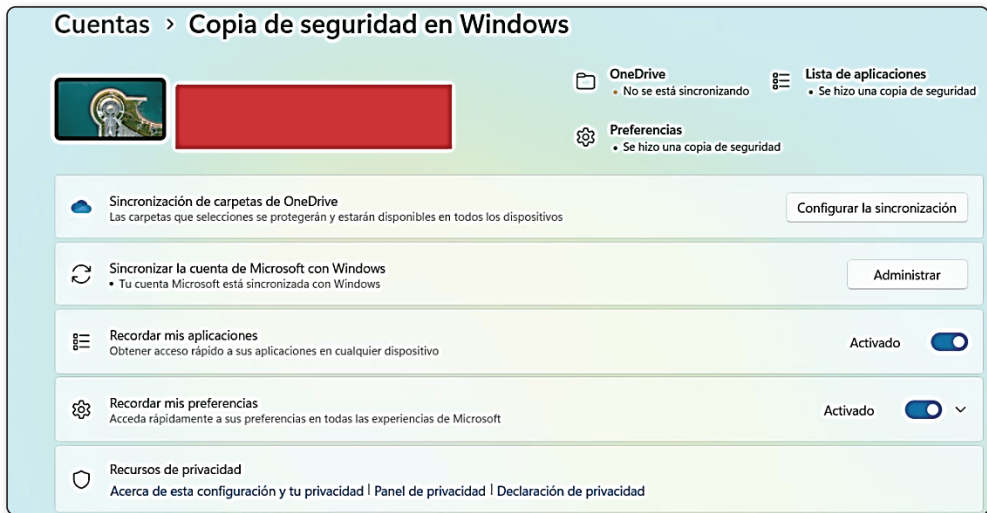 Cuentas > Copia de seguridad en Windows
OneDrive
• No se está sincronizando
Lista de aplicaciones
• Se hizo una copia de seguridad
Preferencias
• Se hizo una copia de seguridad
Sincronización de carpetas de OneDrive
Las carpetas que selecciones se protegerán y estarán disponibles en todos los dispositivos
Configurar la sincronización
Sincronizar la cuenta de Microsoft con Windows
• Tu cuenta Microsoft está sincronizada con Windows
Administrar
Recordar mis aplicaciones
Obtener acceso rápido a sus aplicaciones en cualquier dispositivo
Activado
Recordar mis preferencias
Acceda rápidamente a sus preferencias en todas las experiencias de Microsoft
Activado
Recursos de privacidad
Acerca de esta configuración y tu privacidad | Panel de privacidad | Declaración de privacidad